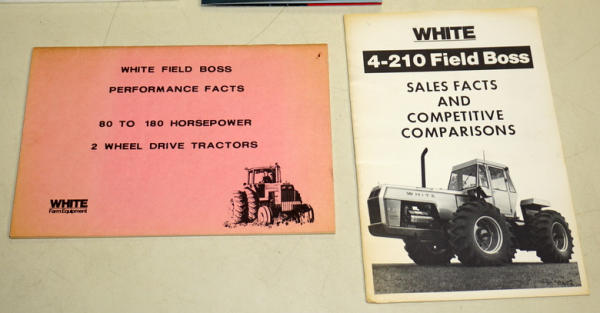 WHITE FIELD BOSS
PERFORMANCE FACTS
80 TO 180 HORSEPOWER
2 WHEEL DRIVE TRACTORS
WHITE
Farm Equipment
WHITE
4-210 Field Boss
SALES FACTS
AND
COMPETITIVE
COMPARISONS
WHITE